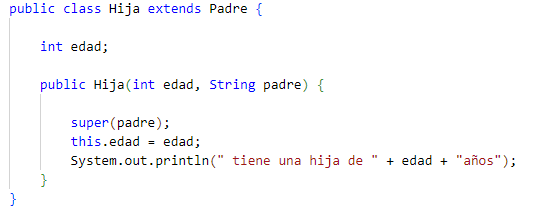 public class Hija extends Padre {
int edad;
public Hija(int edad, String padre) {
super(padre);
this.edad = edad;
System.out.println(" tiene una hija de " + edad + "años");
}
}